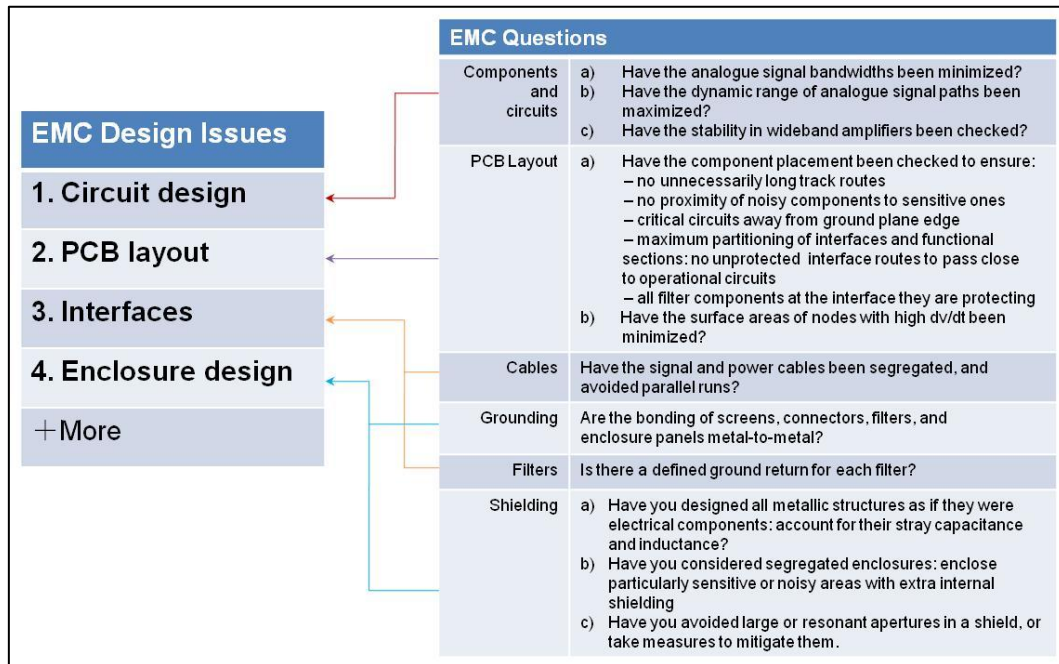 EMC Design Issues
1. Circuit design
2. PCB layout
3. Interfaces
4. Enclosure design
+More
EMC Questions
Components
and
circuits
a) Have the analogue signal bandwidths been minimized?
b) Have the dynamic range of analogue signal paths been
maximized?
c) Have the stability in wideband amplifiers been checked?
PCB Layout
a) Have the component placement been checked to ensure:
– no unnecessarily long track routes
– no proximity of noisy components to sensitive ones
– critical circuits away from ground plane edge
– maximum partitioning of interfaces and functional
sections: no unprotected interface routes to pass close
to operational circuits
– all filter components at the interface they are protecting
b) Have the surface areas of nodes with high dv/dt been
minimized?
Cables
Have the signal and power cables been segregated, and
avoided parallel runs?
Grounding
Are the bonding of screens, connectors, filters, and
enclosure panels metal-to-metal?
Filters
Is there a defined ground return for each filter?
Shielding
a) Have you designed all metallic structures as if they were
electrical components: account for their stray capacitance
and inductance?
b) Have you considered segregated enclosures: enclose
particularly sensitive or noisy areas with extra internal
shielding
c) Have you avoided large or resonant apertures in a shield, or
take measures to mitigate them.